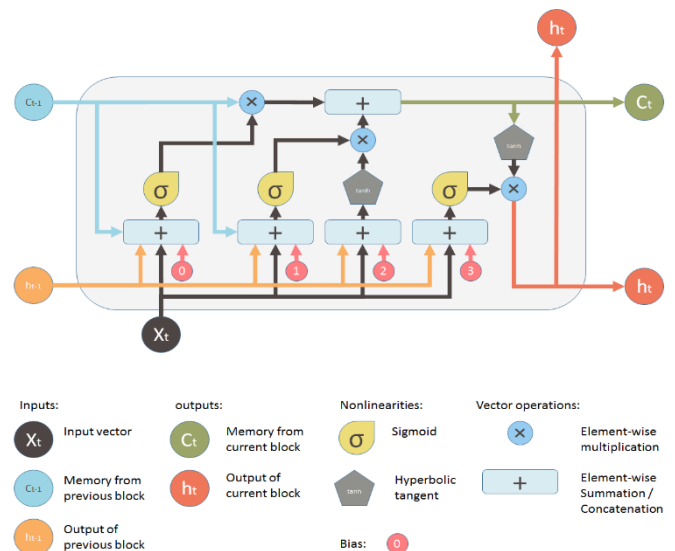 ht
Ct-1
×
+
Ct
tanh
×
σ
σ
tanh
σ
×
+
+
+
+
0
1
2
3
ht-1
ht
Xt
Inputs:
outputs:
Nonlinearities:
Vector operations:
Xt
Input vector
Ct
Memory from
current block
σ
Sigmoid
×
Element-wise
multiplication
Ct-1
Memory from
previous block
ht
Output of
current block
tanh
Hyperbolic
tangent
+
Element-wise
Summation /
Concatenation
ht-1
Output of
previous block
Bias:
0